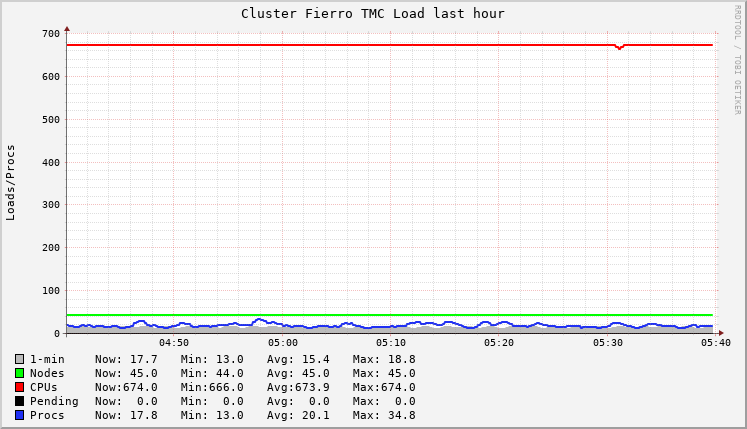 Cluster Fierro TMC Load last hour
RRDTOOL / TOBI OETIKER
Loads/Procs
700
600
500
400
300
200
100
0
04:50 05:00 05:10 05:20 05:30 05:40
1-min Now: 17.7 Min: 13.0 Avg: 15.4 Max: 18.8
Nodes Now: 45.0 Min: 44.0 Avg: 45.0 Max: 45.0
CPUs Now:674.0 Min:666.0 Avg:673.9 Max:674.0
Pending Now: 0.0 Min: 0.0 Avg: 0.0 Max: 0.0
Procs Now: 17.8 Min: 13.0 Avg: 20.1 Max: 34.8